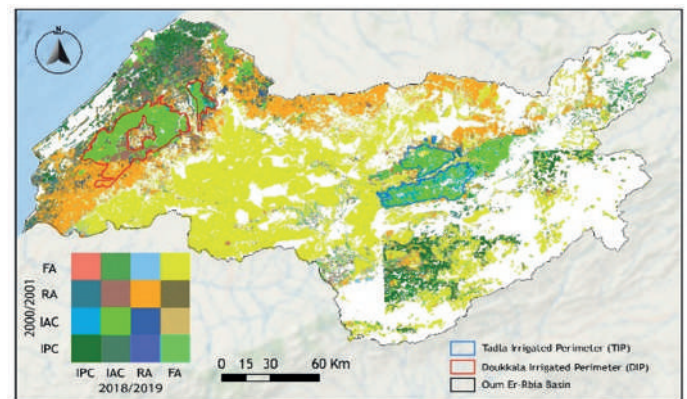 N
FA
RA
IAC
IPC
2000/2001
IPC IAC RA FA
2018/2019
0 15 30 60 Km
Tadla Irrigated Perimeter (TIP)
Doukkala Irrigated Perimeter (DIP)
Oum Er-Rbia Basin